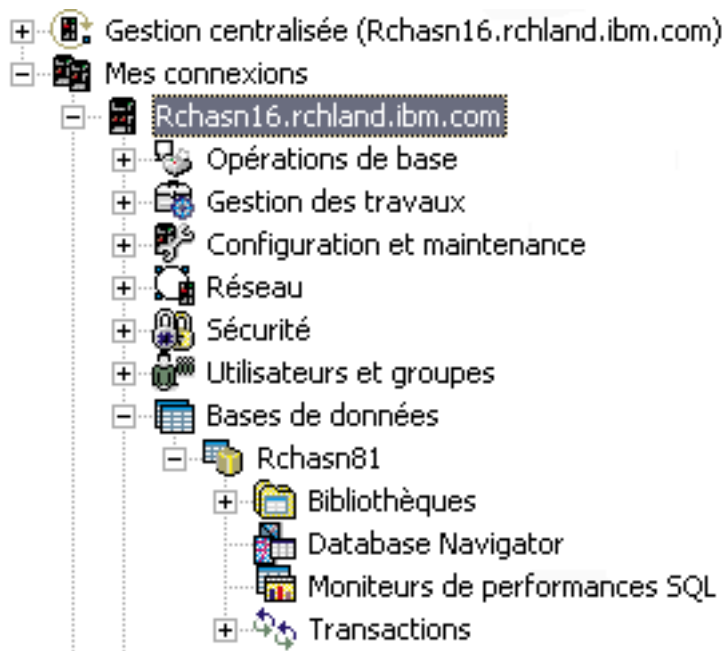 Gestion centralisée (Rchasn16.rchland.ibm.com)
Mes connexions
Rchasn16.rchland.ibm.com
Opérations de base
Gestion des travaux
Configuration et maintenance
Réseau
Sécurité
Utilisateurs et groupes
Bases de données
Rchasn81
Bibliothèques
Database Navigator
Moniteurs de performances SQL
Transactions